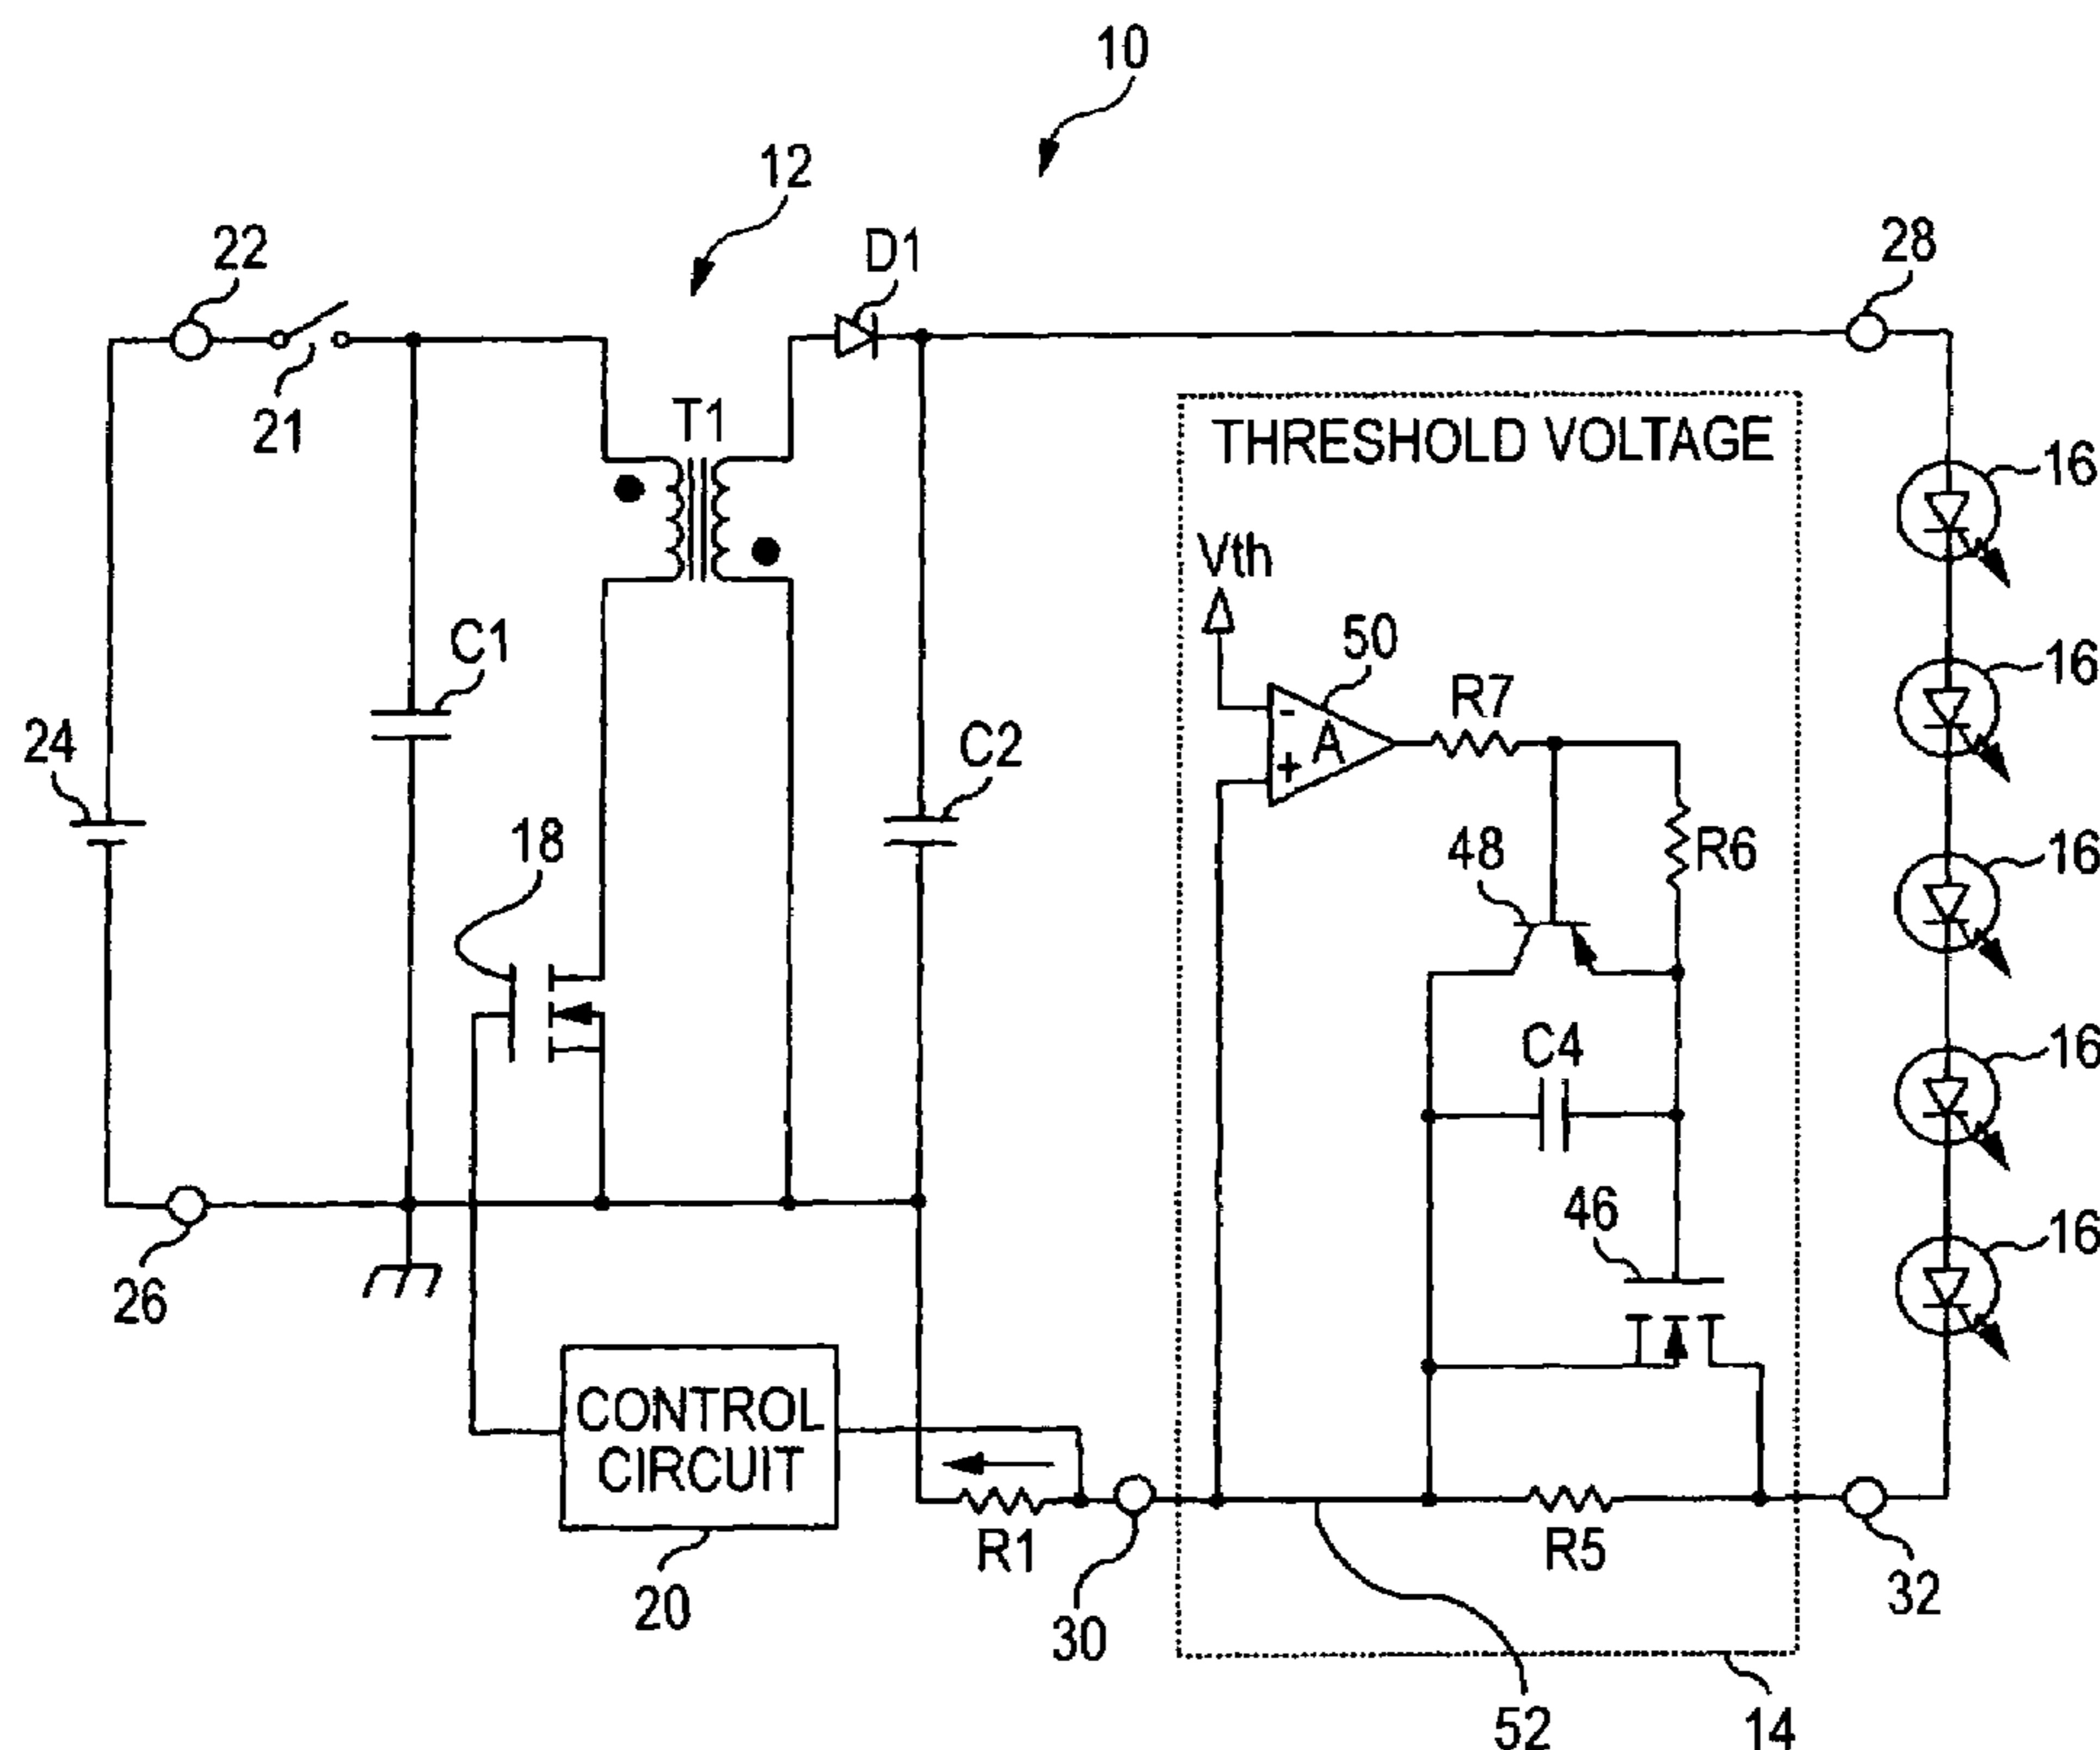 10
12
22
D1
28
21
T1
THRESHOLD VOLTAGE
16
Vth
C1
50
R7
16
24
C2
-
A
+
18
48
R6
16
C4
16
46
16
26
CONTROL
CIRCUIT
R1
R5
20
30
32
52
14